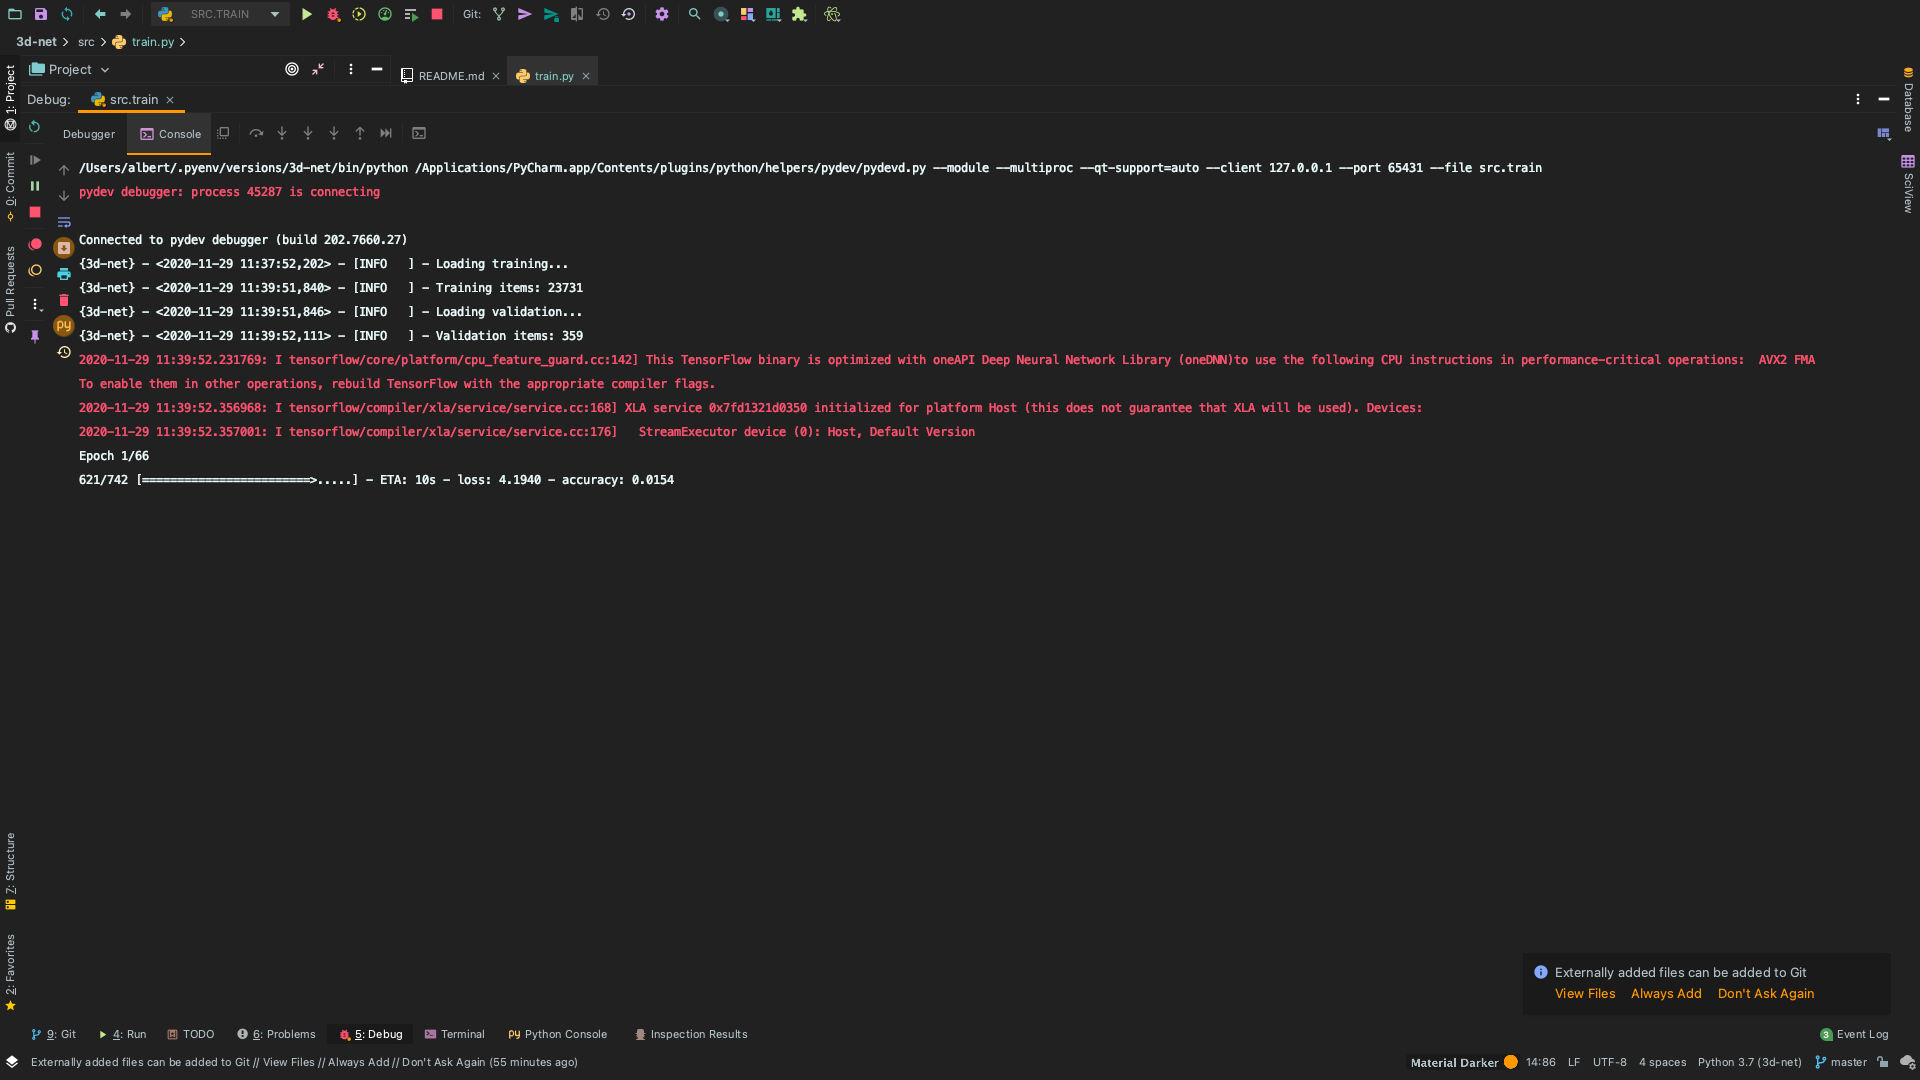 SRC.TRAIN
Git:
3d-net
src
train.py
1: Project
0: Commit
Pull Requests
7: Structure
2: Favorites
Project
README.md
train.py
Database
SciView
Debug:
src.train
Debugger
Console
/Users/albert/.pyenv/versions/3d-net/bin/python /Applications/PyCharm.app/Contents/plugins/python/helpers/pydev/pydevd.py --module --multiproc --qt-support=auto --client 127.0.0.1 --port 65431 --file src.train
pydev debugger: process 45287 is connecting
Connected to pydev debugger (build 202.7660.27)
{3d-net} - <2020-11-29 11:37:52,202> - [INFO   ] - Loading training...
{3d-net} - <2020-11-29 11:39:51,840> - [INFO   ] - Training items: 23731
{3d-net} - <2020-11-29 11:39:51,846> - [INFO   ] - Loading validation...
{3d-net} - <2020-11-29 11:39:52,111> - [INFO   ] - Validation items: 359
2020-11-29 11:39:52.231769: I tensorflow/core/platform/cpu_feature_guard.cc:142] This TensorFlow binary is optimized with oneAPI Deep Neural Network Library (oneDNN)to use the following CPU instructions in performance-critical operations:  AVX2 FMA
To enable them in other operations, rebuild TensorFlow with the appropriate compiler flags.
2020-11-29 11:39:52.356968: I tensorflow/compiler/xla/service/service.cc:168] XLA service 0x7fd1321d0350 initialized for platform Host (this does not guarantee that XLA will be used). Devices:
2020-11-29 11:39:52.357001: I tensorflow/compiler/xla/service/service.cc:176]   StreamExecutor device (0): Host, Default Version
Epoch 1/66
621/742 [========================>.....] - ETA: 10s - loss: 4.1940 - accuracy: 0.0154
Externally added files can be added to Git
View Files Always Add Don't Ask Again
9: Git
4: Run
TODO
6: Problems
5: Debug
Terminal
Python Console
Inspection Results
3 Event Log
Externally added files can be added to Git // View Files // Always Add // Don't Ask Again (55 minutes ago)
Material Darker
14:86
LF
UTF-8
4 spaces
Python 3.7 (3d-net)
master